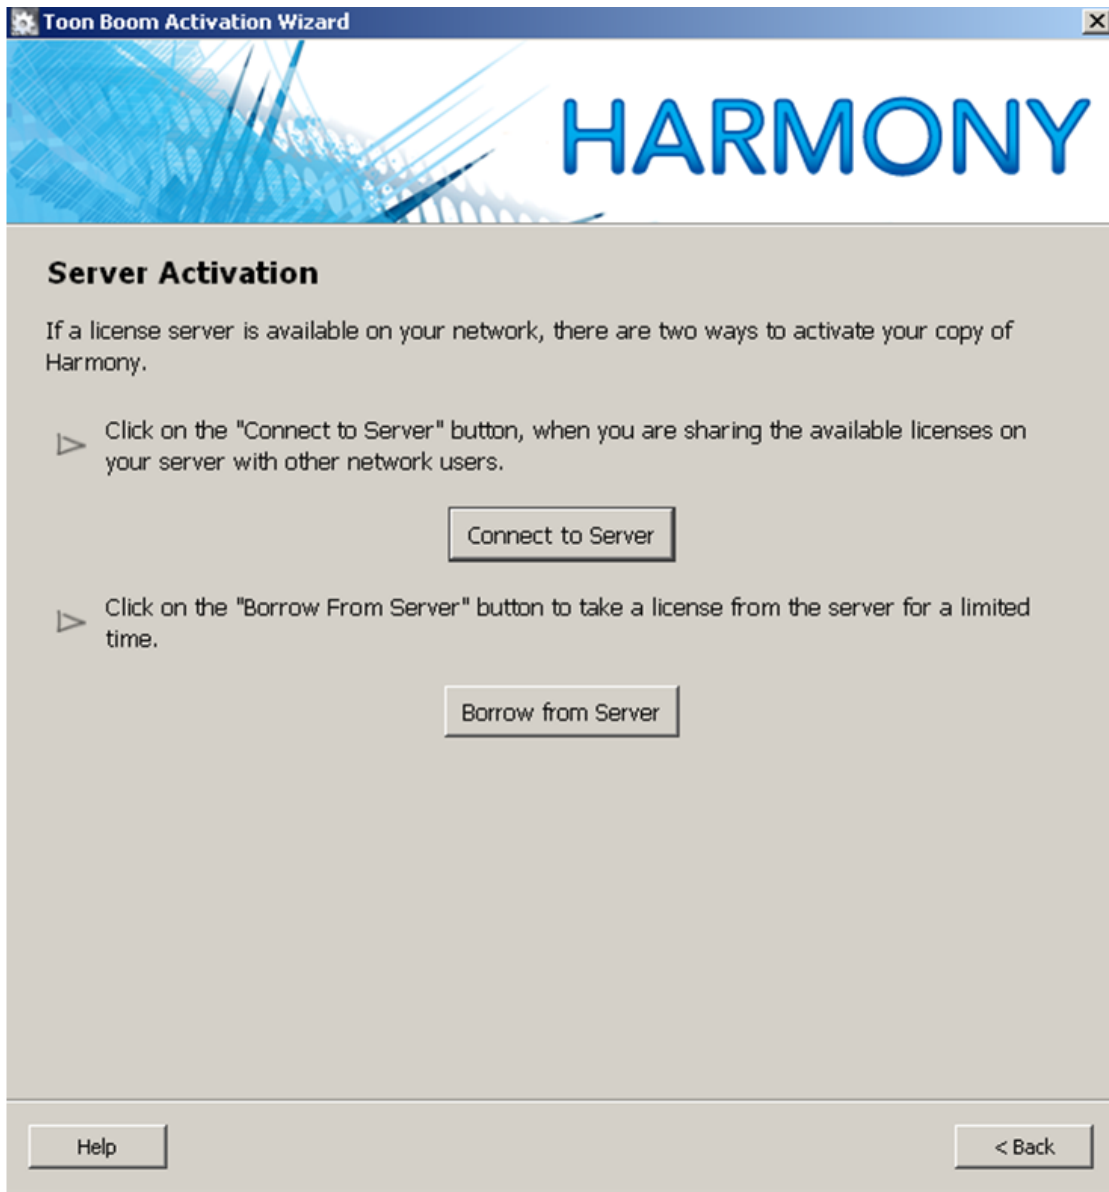 Toon Boom Activation Wizard
HARMONY
Server Activation
If a license server is available on your network, there are two ways to activate your copy of
Harmony.
Click on the "Connect to Server" button, when you are sharing the available licenses on
your server with other network users.
Connect to Server
Click on the "Borrow From Server" button to take a license from the server for a limited
time.
Borrow from Server
Help
< Back